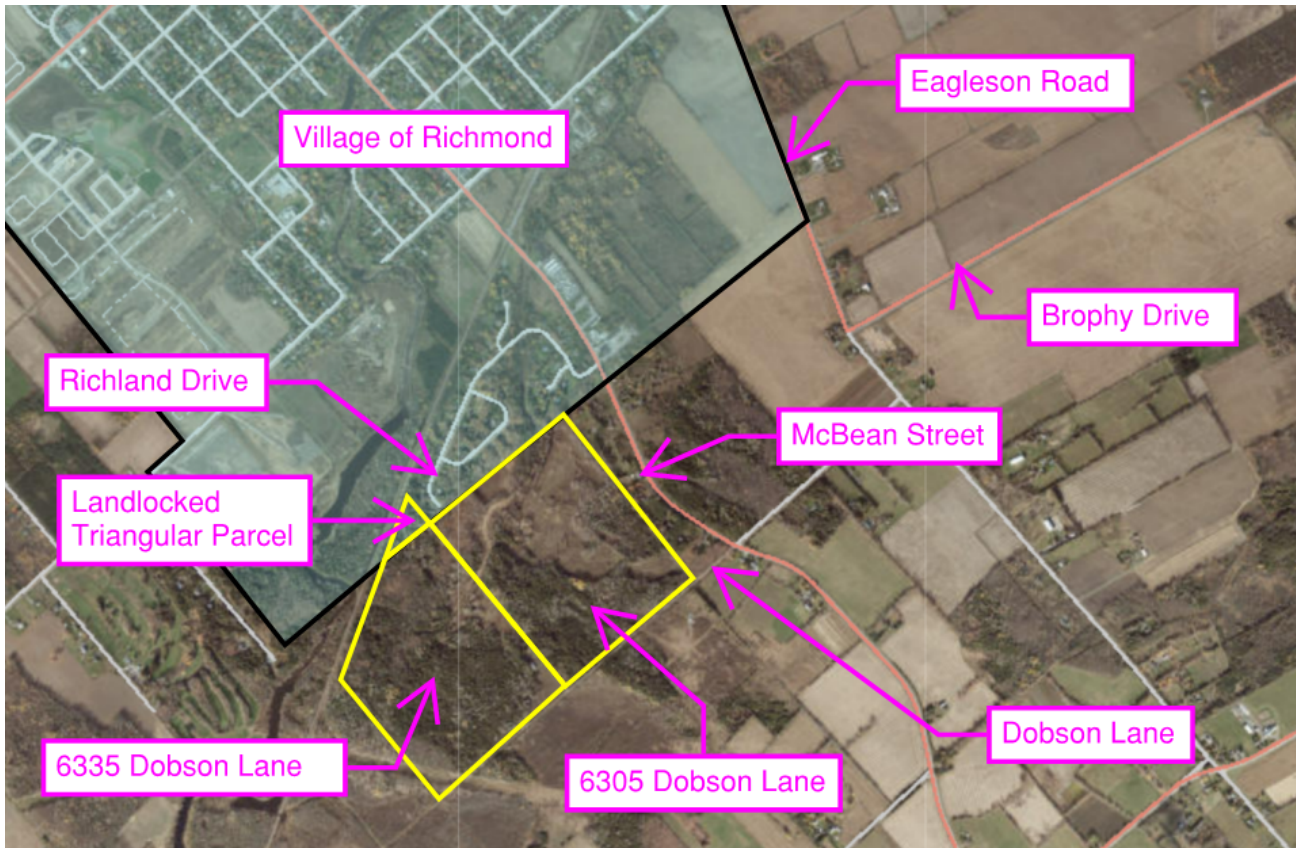 Eagleson Road
Village of Richmond
Brophy Drive
Richland Drive
McBean Street
Landlocked
Triangular Parcel
Dobson Lane
6335 Dobson Lane
6305 Dobson Lane